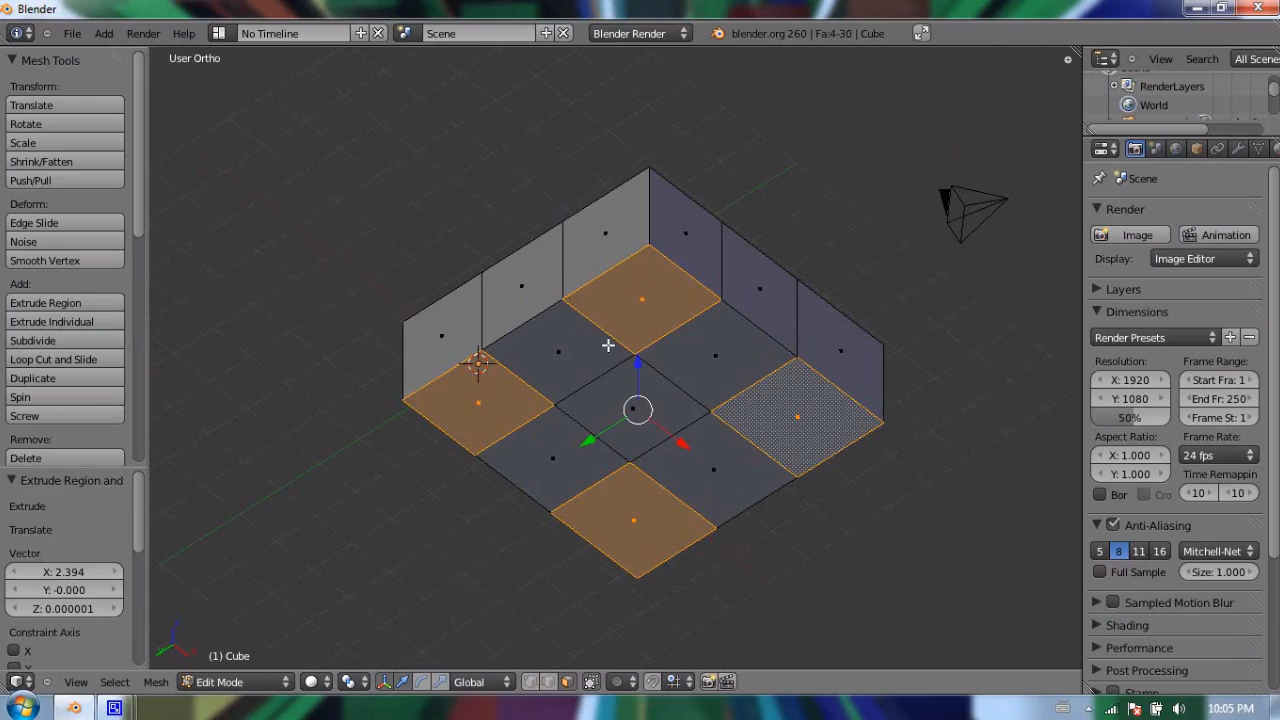 Blender
File Add Render Help No Timeline Scene Blender Render blender.org 260 | Fa:4-30 | Cube
View Search All Scene
RenderLayers
World
Mesh Tools
Transform:
Translate
Rotate
Scale
Shrink/Fatten
Push/Pull
Deform:
Edge Slide
Noise
Smooth Vertex
Add:
Extrude Region
Extrude Individual
Subdivide
Loop Cut and Slide
Duplicate
Spin
Screw
Remove:
Delete
Extrude Region and
Extrude
Translate
Vector
X: 2.394
Y: -0.000
Z: 0.000001
Constraint Axis
X
User Ortho
(1) Cube
View Select Mesh Edit Mode Global
Scene
Render
Image Animation
Display: Image Editor
Layers
Dimensions
Render Presets
Resolution: Frame Range:
X: 1920 Start Fra: 1
Y: 1080 End Fr: 250
50% Frame St: 1
Aspect Ratio: Frame Rate:
X: 1.000 24 fps
Y: 1.000 Time Remappin
Bor Cro 10 10
Anti-Aliasing
5 8 11 16 Mitchell-Net
Full Sample Size: 1.000
Sampled Motion Blur
Shading
Performance
Post Processing
Stamp
10:05 PM